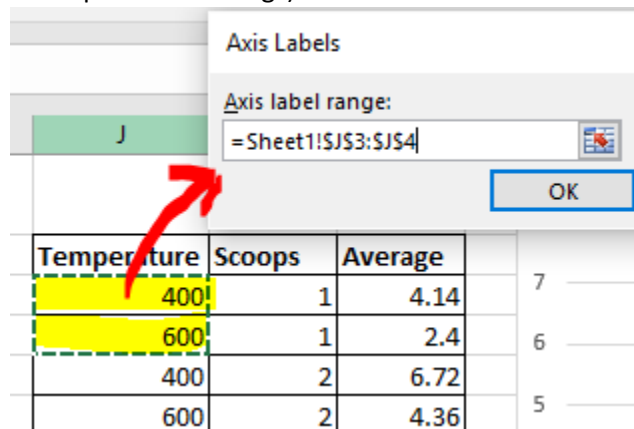 Axis Labels
Axis label range:
=Sheet1!$J$3:$J$4
J
OK
Temperature Scoops Average
400 1 4.14
600 1 2.4
400 2 6.72
600 2 4.36
7
6
5